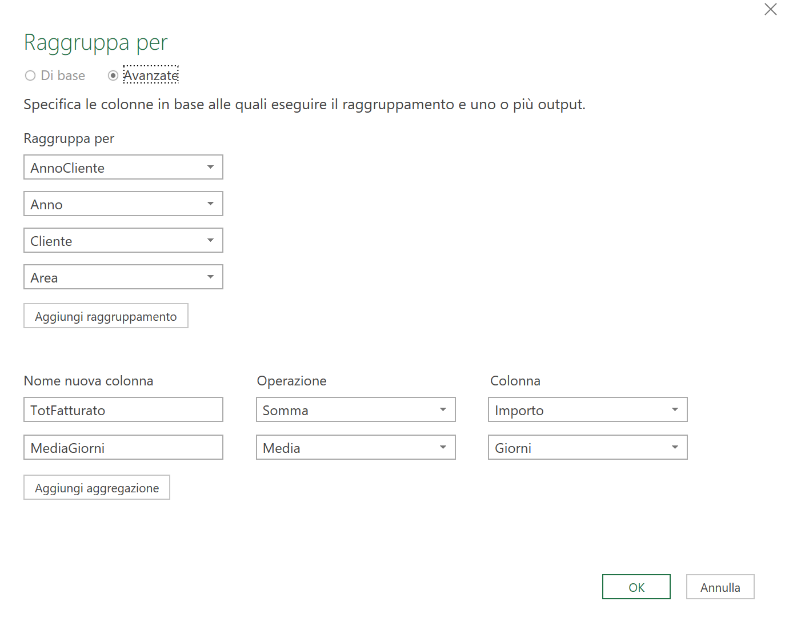 Raggruppa per
Di base Avanzate
Specifica le colonne in base alle quali eseguire il raggruppamento e uno o più output.
Raggruppa per
AnnoCliente
Anno
Cliente
Area
Aggiungi raggruppamento
Nome nuova colonna Operazione Colonna
TotFatturato Somma Importo
MediaGiorni Media Giorni
Aggiungi aggregazione
OK Annulla